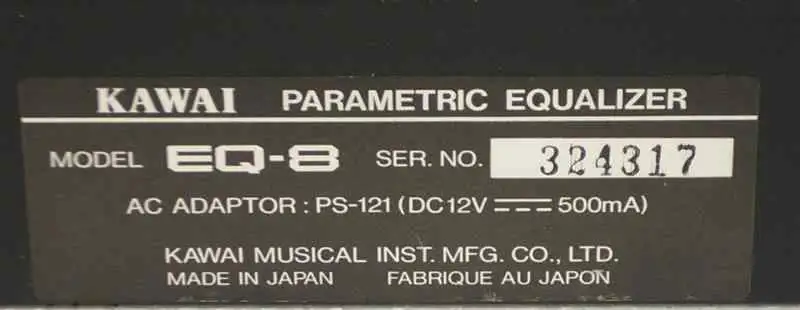 KAWAI PARAMETRIC EQUALIZER
MODEL EQ-8 SER. NO. 324317
AC ADAPTOR : PS-121 (DC12V ⎓ 500mA)
KAWAI MUSICAL INST. MFG. CO., LTD.
MADE IN JAPAN FABRIQUE AU JAPON